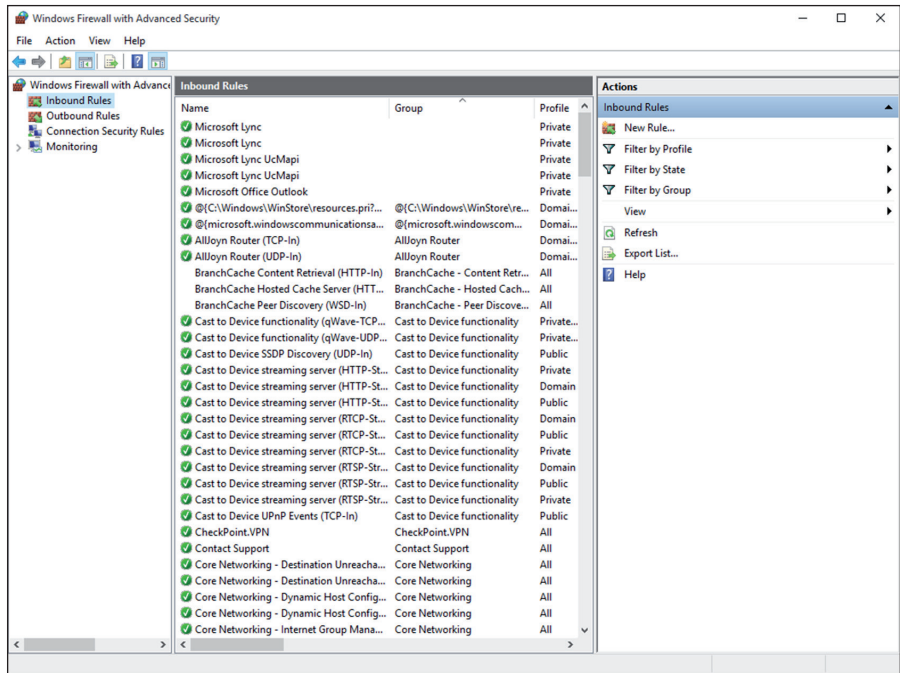 Windows Firewall with Advanced Security
File Action View Help
Windows Firewall with Advance
Inbound Rules
Outbound Rules
Connection Security Rules
Monitoring
Inbound Rules
Name Group Profile
Microsoft Lync Private
Microsoft Lync Private
Microsoft Lync UcMapi Private
Microsoft Lync UcMapi Private
Microsoft Office Outlook Private
@{C:\Windows\WinStore\resources.pri?... @{C:\Windows\WinStore\re... Domai...
@{microsoft.windowscommunicationsa... @{microsoft.windowscom... Domai...
AllJoyn Router (TCP-In) AllJoyn Router Domai...
AllJoyn Router (UDP-In) AllJoyn Router Domai...
BranchCache Content Retrieval (HTTP-In) BranchCache - Content Retr... All
BranchCache Hosted Cache Server (HTT... BranchCache - Hosted Cach... All
BranchCache Peer Discovery (WSD-In) BranchCache - Peer Discove... All
Cast to Device functionality (qWave-TCP... Cast to Device functionality Private...
Cast to Device functionality (qWave-UDP... Cast to Device functionality Private...
Cast to Device SSDP Discovery (UDP-In) Cast to Device functionality Public
Cast to Device streaming server (HTTP-St... Cast to Device functionality Private
Cast to Device streaming server (HTTP-St... Cast to Device functionality Domain
Cast to Device streaming server (HTTP-St... Cast to Device functionality Public
Cast to Device streaming server (RTCP-St... Cast to Device functionality Domain
Cast to Device streaming server (RTCP-St... Cast to Device functionality Public
Cast to Device streaming server (RTCP-St... Cast to Device functionality Private
Cast to Device streaming server (RTSP-Str... Cast to Device functionality Domain
Cast to Device streaming server (RTSP-Str... Cast to Device functionality Public
Cast to Device streaming server (RTSP-Str... Cast to Device functionality Private
Cast to Device UPnP Events (TCP-In) Cast to Device functionality Public
CheckPoint.VPN CheckPoint.VPN All
Contact Support Contact Support All
Core Networking - Destination Unreacha... Core Networking All
Core Networking - Destination Unreacha... Core Networking All
Core Networking - Dynamic Host Config... Core Networking All
Core Networking - Dynamic Host Config... Core Networking All
Core Networking - Internet Group Mana... Core Networking All
Actions
Inbound Rules
New Rule...
Filter by Profile
Filter by State
Filter by Group
View
Refresh
Export List...
Help